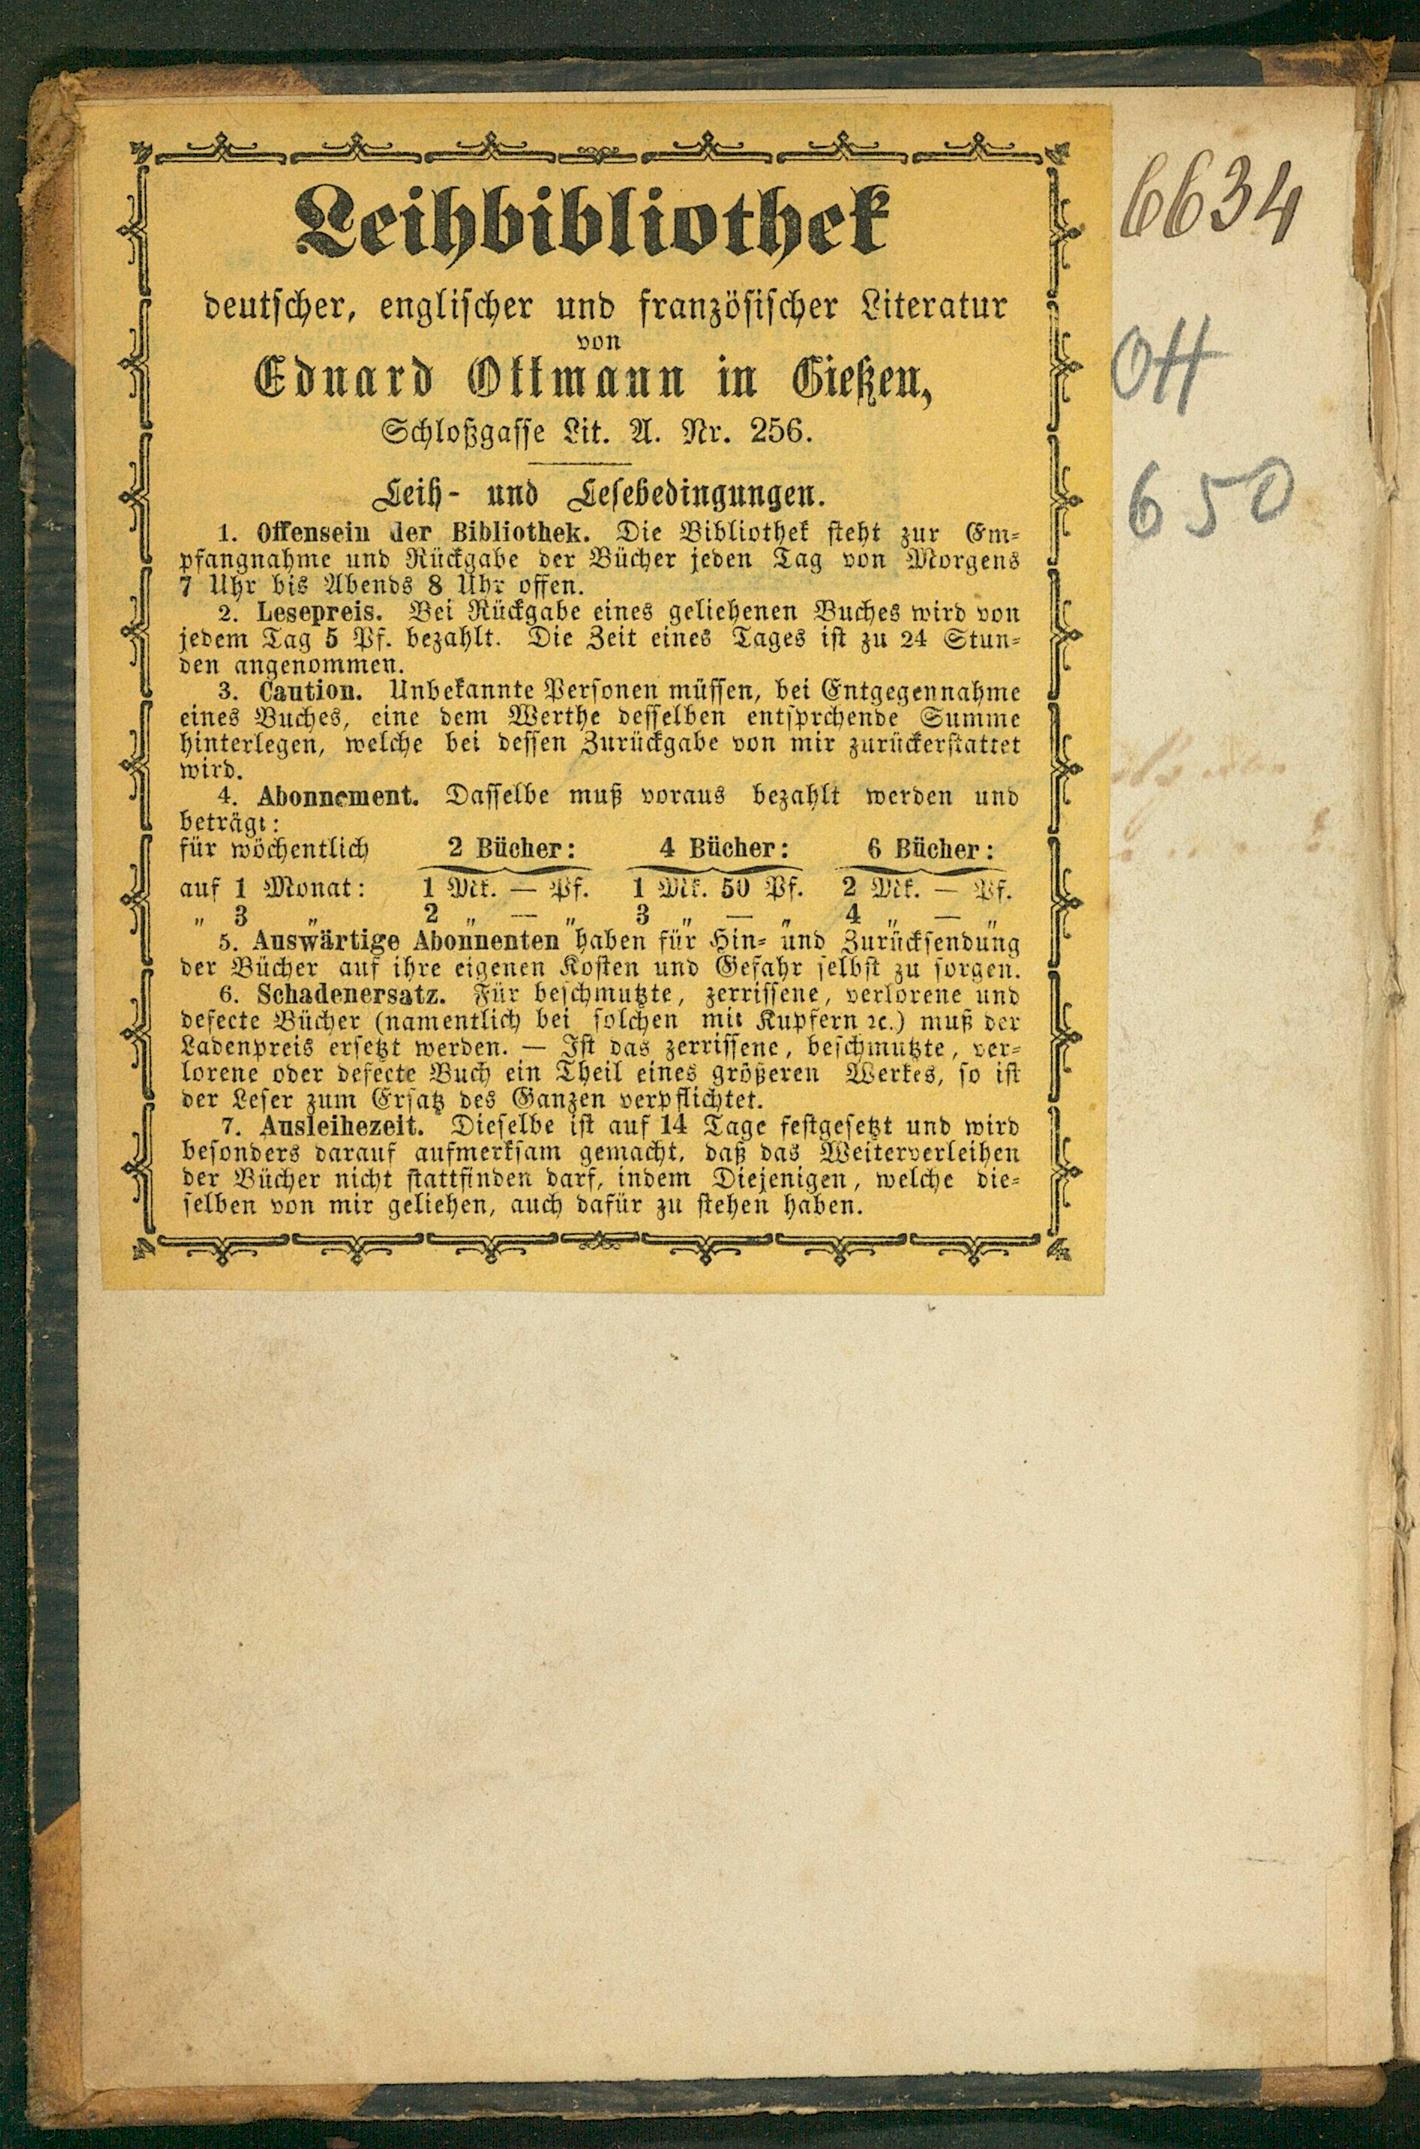 Leihbibliothek
deutscher, englischer und französischer Literatur
von
Eduard Ottmann in Gießen,
Schloßgasse Lit. A. Nr. 256.
Leih- und Lesebedingungen.
1. Offensein der Bibliothek. Die Bibliothek steht zur Em-
pfangnahme und Rückgabe der Bücher jeden Tag von Morgens
7 Uhr bis Abends 8 Uhr offen.
2. Lesepreis. Bei Rückgabe eines geliehenen Buches wird von
jedem Tag 5 Pf. bezahlt. Die Zeit eines Tages ist zu 24 Stun-
den angenommen.
3. Caution. Unbekannte Personen müssen, bei Entgegennahme
eines Buches, eine dem Werthe desselben entsprchende Summe
hinterlegen, welche bei dessen Zurückgabe von mir zurückerstattet
wird.
4. Abonnement. Dasselbe muß voraus bezahlt werden und
beträgt:
für wöchentlich 2 Bücher: 4 Bücher: 6 Bücher:
auf 1 Monat: 1 Mk. — Pf. 1 Mk. 50 Pf. 2 Mk. — Pf.
„ 3 „ 2 „ — „ 3 „ — „ 4 „ — „
5. Auswärtige Abonnenten haben für Hin- und Zurücksendung
der Bücher auf ihre eigenen Kosten und Gefahr selbst zu sorgen.
6. Schadenersatz. Für beschmutzte, zerrissene, verlorene und
defecte Bücher (namentlich bei solchen mit Kupfern ꝛc.) muß der
Ladenpreis ersetzt werden. — Ist das zerrissene, beschmutzte, ver-
lorene oder defecte Buch ein Theil eines größeren Werkes, so ist
der Leser zum Ersatz des Ganzen verpflichtet.
7. Ausleihezeit. Dieselbe ist auf 14 Tage festgesetzt und wird
besonders darauf aufmerksam gemacht, daß das Weiterverleihen
der Bücher nicht stattfinden darf, indem Diejenigen, welche die-
selben von mir geliehen, auch dafür zu stehen haben.
6634
Ott
650